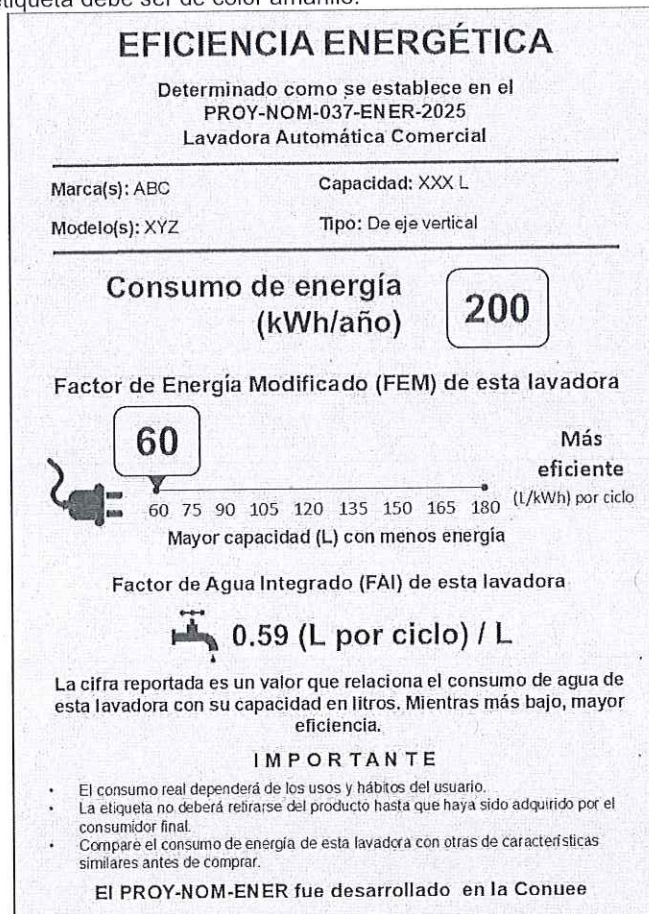 etiqueta debe ser de color amarillo.
EFICIENCIA ENERGÉTICA
Determinado como se establece en el
PROY-NOM-037-ENER-2025
Lavadora Automática Comercial
Marca(s): ABC Capacidad: XXX L
Modelo(s): XYZ Tipo: De eje vertical
Consumo de energía
(kWh/año) 200
Factor de Energía Modificado (FEM) de esta lavadora
60
Más
eficiente
(L/kWh) por ciclo
60 75 90 105 120 135 150 165 180
Mayor capacidad (L) con menos energía
Factor de Agua Integrado (FAI) de esta lavadora
0.59 (L por ciclo) / L
La cifra reportada es un valor que relaciona el consumo de agua de
esta lavadora con su capacidad en litros. Mientras más bajo, mayor
eficiencia.
IMPORTANTE
• El consumo real dependerá de los usos y hábitos del usuario.
• La etiqueta no deberá retirarse del producto hasta que haya sido adquirido por el
consumidor final.
• Compare el consumo de energía de esta lavadora con otras de características
similares antes de comprar.
El PROY-NOM-ENER fue desarrollado en la Conuee